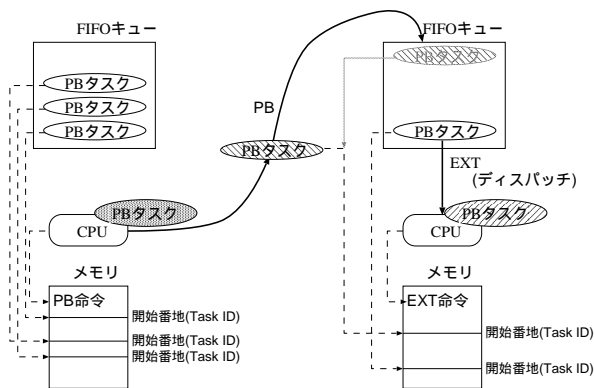 FIFOキュー
PBタスク
PBタスク
PBタスク
PBタスク
CPU
メモリ
PB命令
開始番地(Task ID)
開始番地(Task ID)
開始番地(Task ID)
PB
PBタスク
FIFOキュー
PBタスク
PBタスク
EXT
(ディスパッチ)
PBタスク
CPU
メモリ
EXT命令
開始番地(Task ID)
開始番地(Task ID)